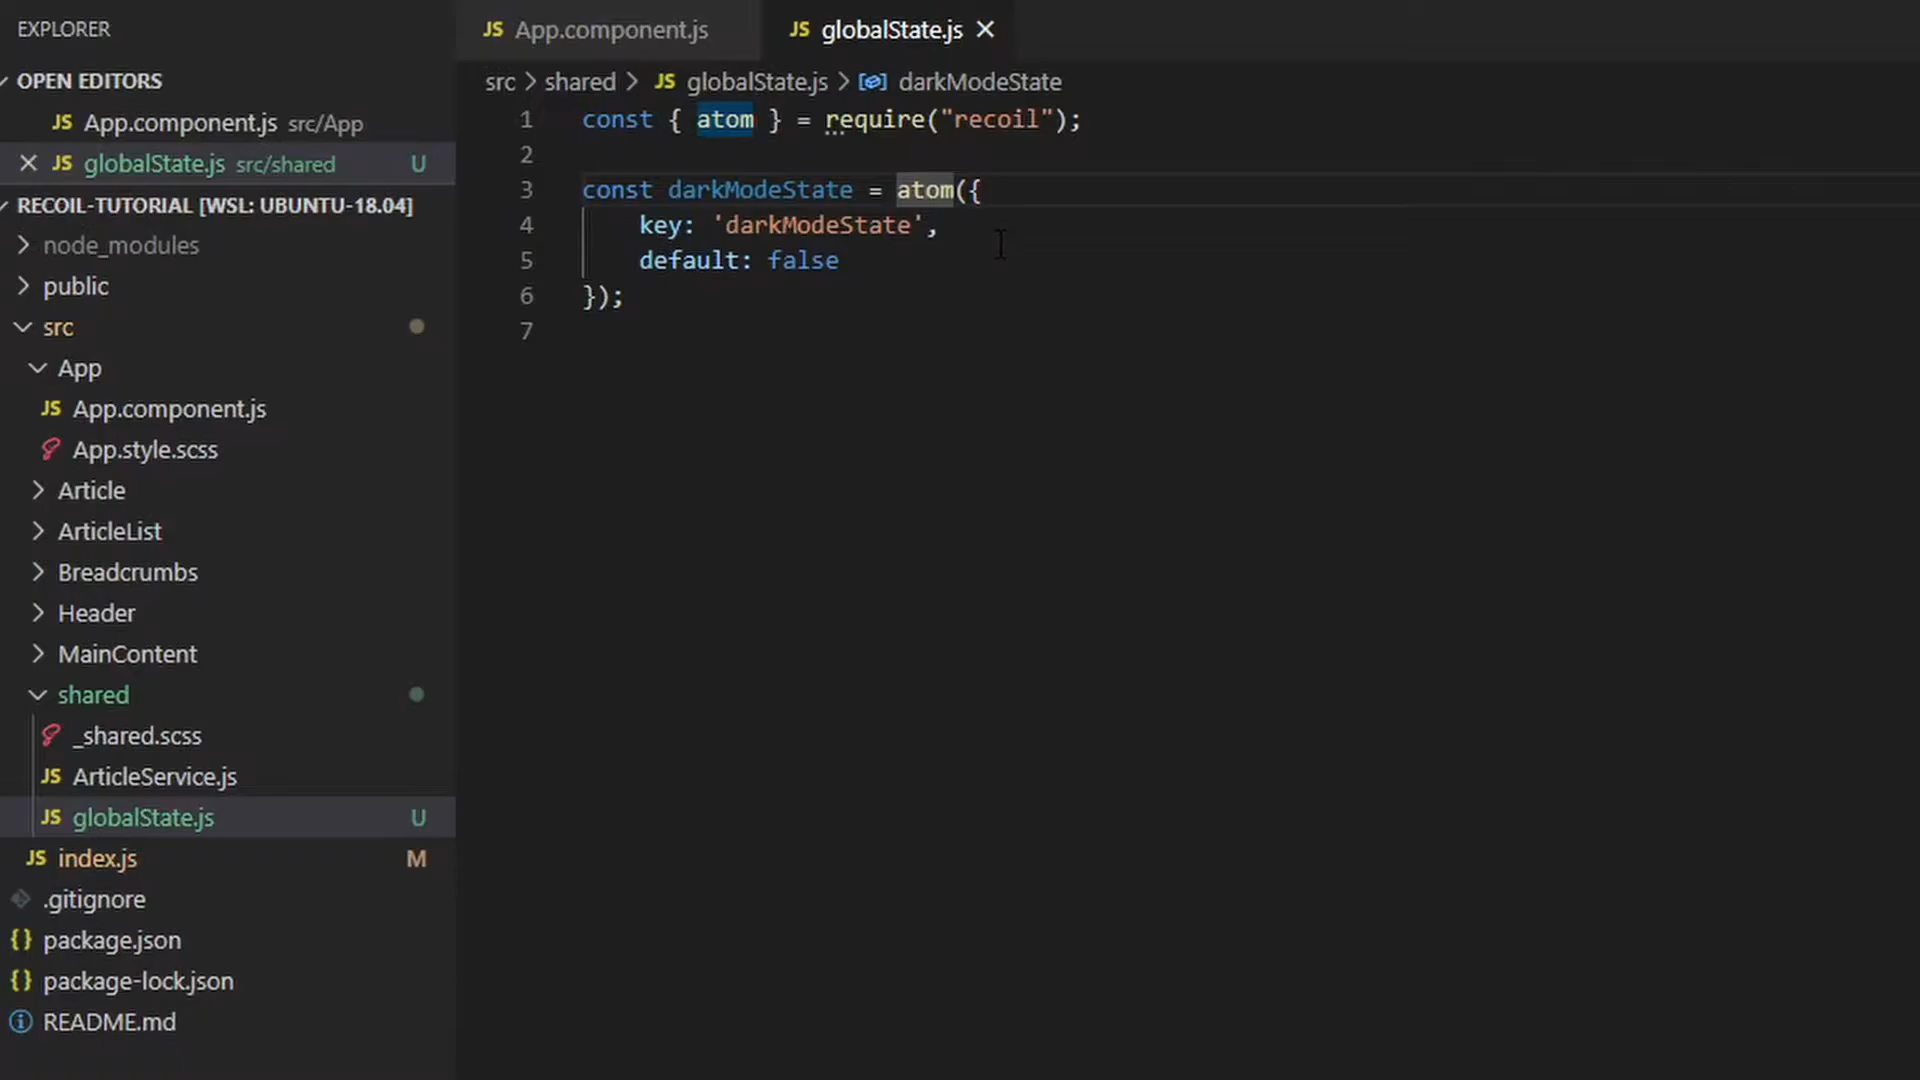 EXPLORER
OPEN EDITORS
JS App.component.js src/App
JS globalState.js src/shared U
RECOIL-TUTORIAL [WSL: UBUNTU-18.04]
node_modules
public
src
App
JS App.component.js
App.style.scss
Article
ArticleList
Breadcrumbs
Header
MainContent
shared
_shared.scss
JS ArticleService.js
JS globalState.js U
JS index.js M
.gitignore
{} package.json
{} package-lock.json
README.md
JS App.component.js
JS globalState.js
src > shared > JS globalState.js > darkModeState
1 const { atom } = require("recoil");
2
3 const darkModeState = atom({
4 key: 'darkModeState',
5 default: false
6 });
7